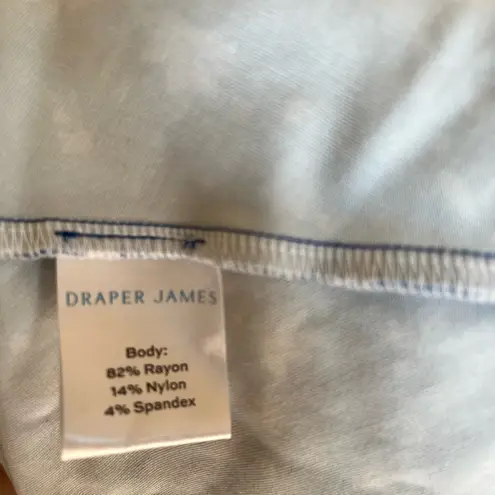 DRAPER JAMES
Body:
82% Rayon
14% Nylon
4% Spandex